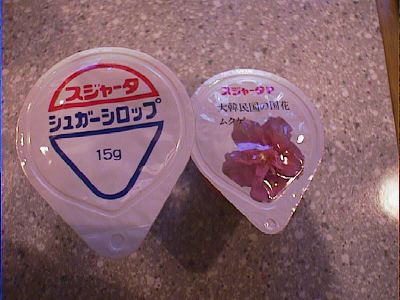 スジャータ
シュガーシロップ
15g
スジャータP
大韓民国の国花
ムクゲ